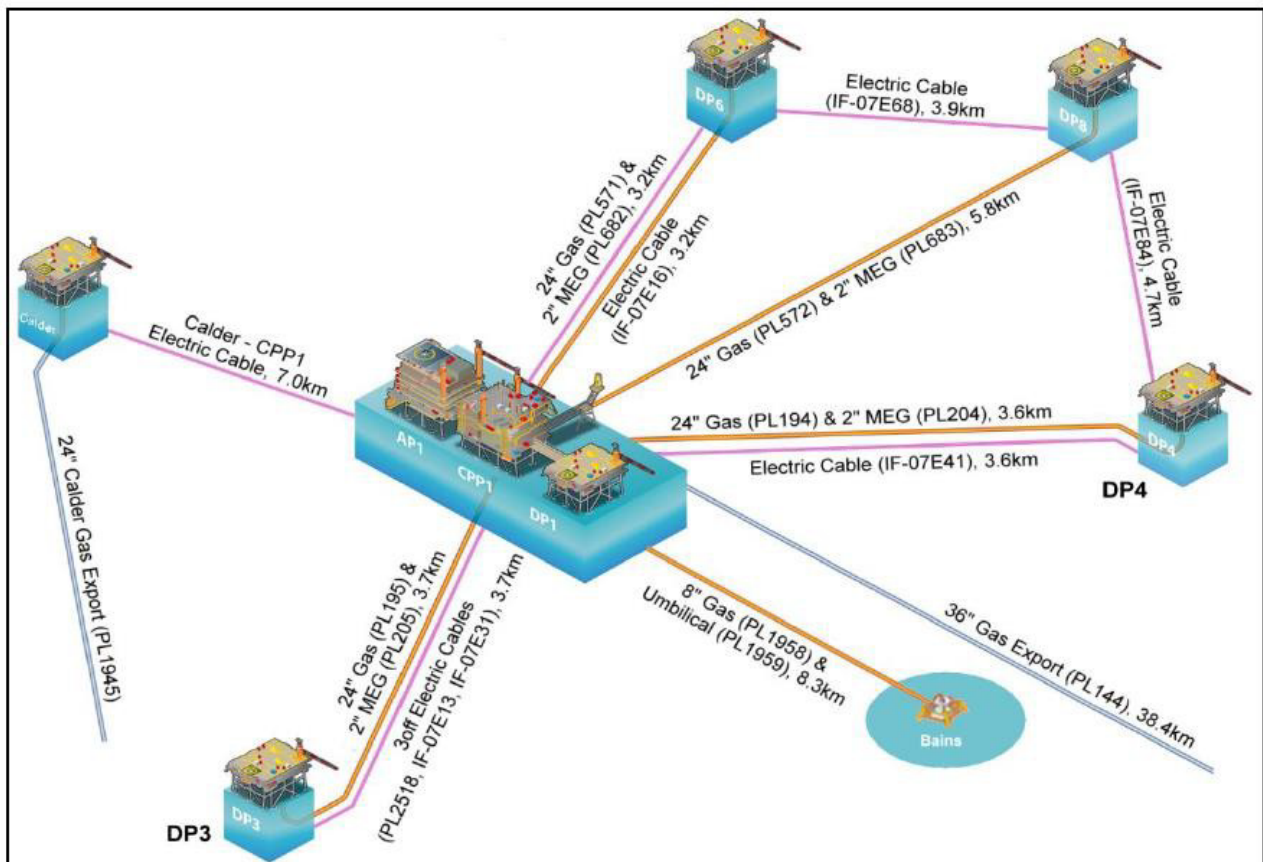 DP6
Electric Cable
(IF-07E68), 3.9km
DP8
24" Gas (PL571) &
2" MEG (PL682), 3.2km
Electric Cable
(IF-07E16), 3.2km
24" Gas (PL572) & 2" MEG (PL683), 5.8km
Electric Cable
(IF-07E84), 4.7km
Calder
Calder - CPP1
Electric Cable, 7.0km
24" Calder Gas Export (PL1945)
AP1
CPP1
DP1
24" Gas (PL194) & 2" MEG (PL204), 3.6km
Electric Cable (IF-07E41), 3.6km
DP4
DP4
24" Gas (PL195) &
2" MEG (PL205), 3.7km
3off Electric Cables
(PL2518, IF-07E13, IF-07E31), 3.7km
8" Gas (PL1958) &
Umbilical (PL1959), 8.3km
36" Gas Export (PL144). 38.4km
Bains
DP3
DP3